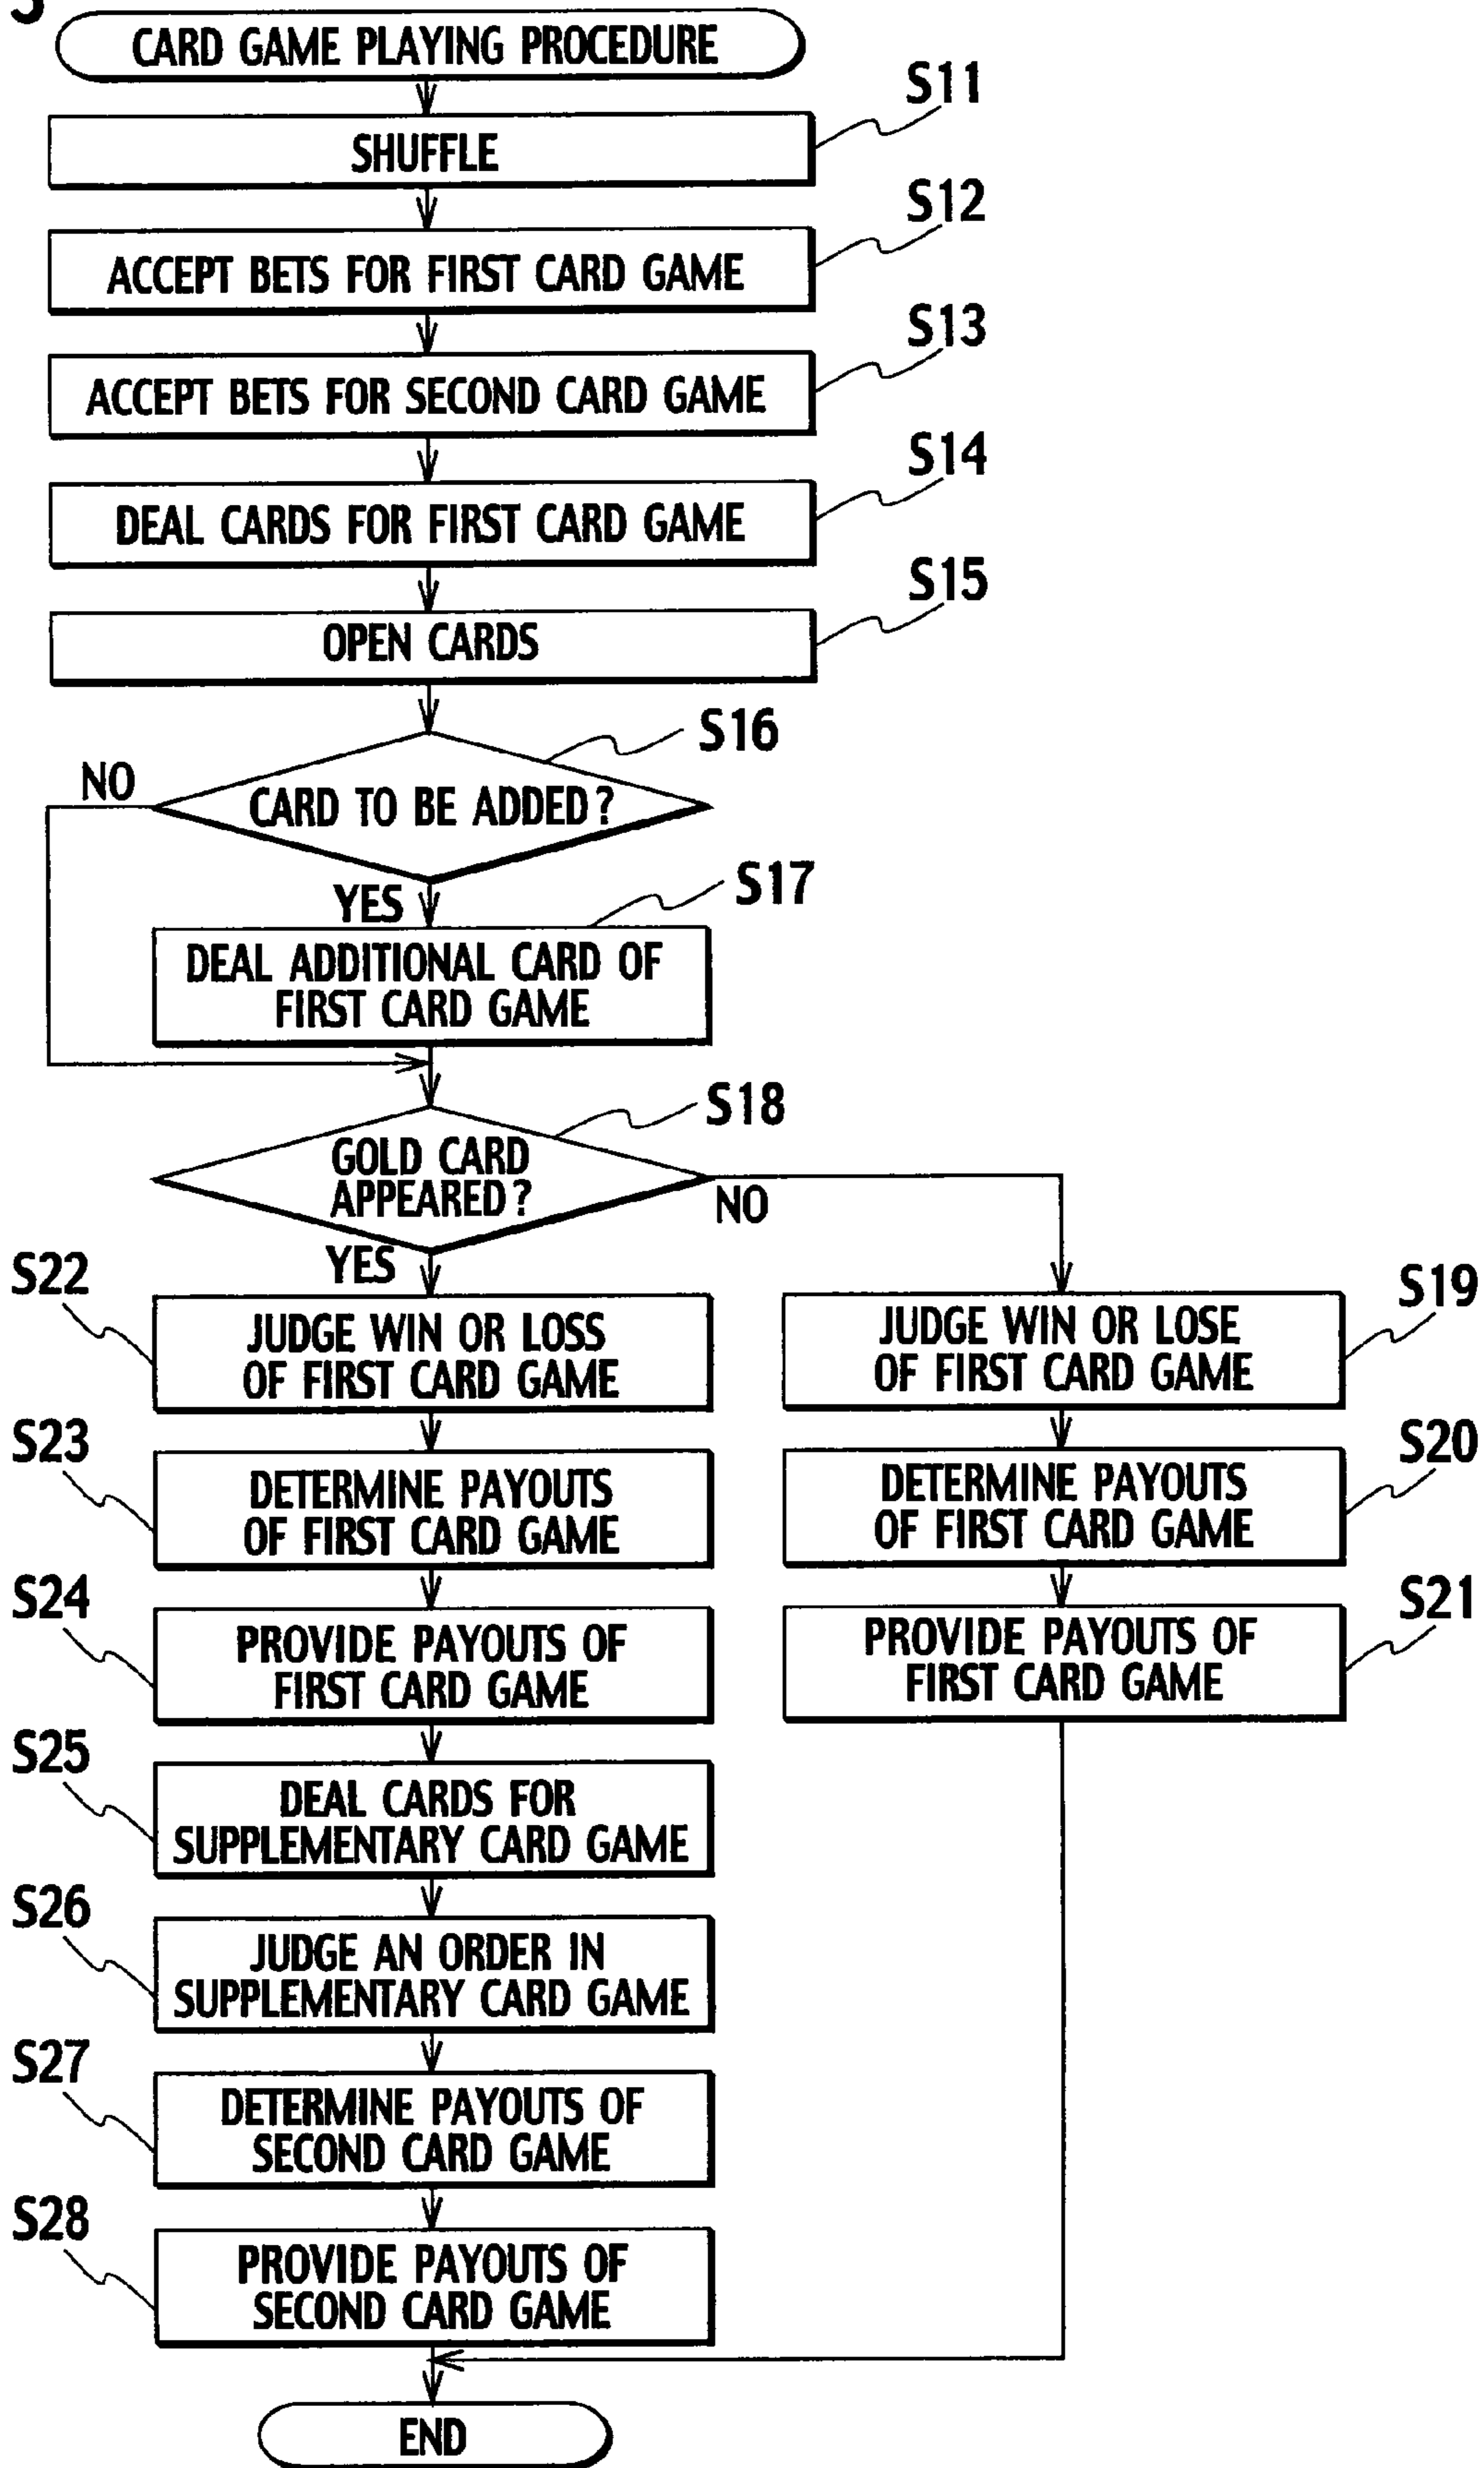 CARD GAME PLAYING PROCEDURE
S11
SHUFFLE
S12
ACCEPT BETS FOR FIRST CARD GAME
S13
ACCEPT BETS FOR SECOND CARD GAME
S14
DEAL CARDS FOR FIRST CARD GAME
S15
OPEN CARDS
S16
NO
CARD TO BE ADDED?
YES
S17
DEAL ADDITIONAL CARD OF
FIRST CARD GAME
S18
GOLD CARD
APPEARED?
NO
YES
S22
JUDGE WIN OR LOSS
OF FIRST CARD GAME
S19
JUDGE WIN OR LOSE
OF FIRST CARD GAME
S23
DETERMINE PAYOUTS
OF FIRST CARD GAME
S20
DETERMINE PAYOUTS
OF FIRST CARD GAME
S24
PROVIDE PAYOUTS OF
FIRST CARD GAME
S21
PROVIDE PAYOUTS OF
FIRST CARD GAME
S25
DEAL CARDS FOR
SUPPLEMENTARY CARD GAME
S26
JUDGE AN ORDER IN
SUPPLEMENTARY CARD GAME
S27
DETERMINE PAYOUTS OF
SECOND CARD GAME
S28
PROVIDE PAYOUTS OF
SECOND CARD GAME
END